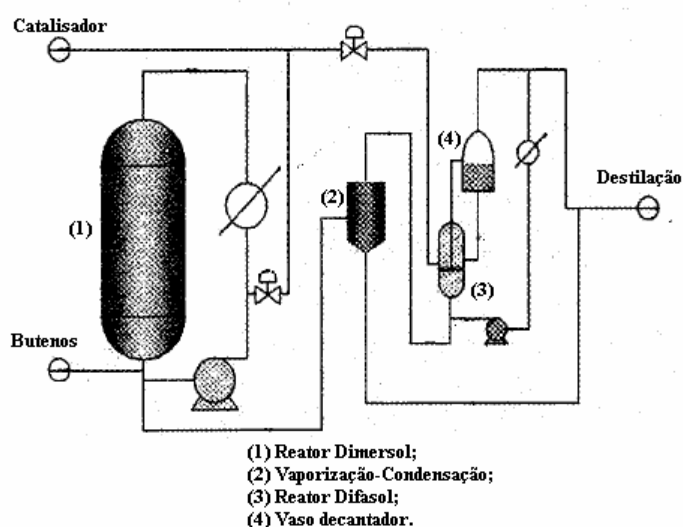 Catalisador
(4)
(2)
Destilação
(1)
(3)
Butenos
(1) Reator Dimersol;
(2) Vaporização-Condensação;
(3) Reator Difasol;
(4) Vaso decantador.